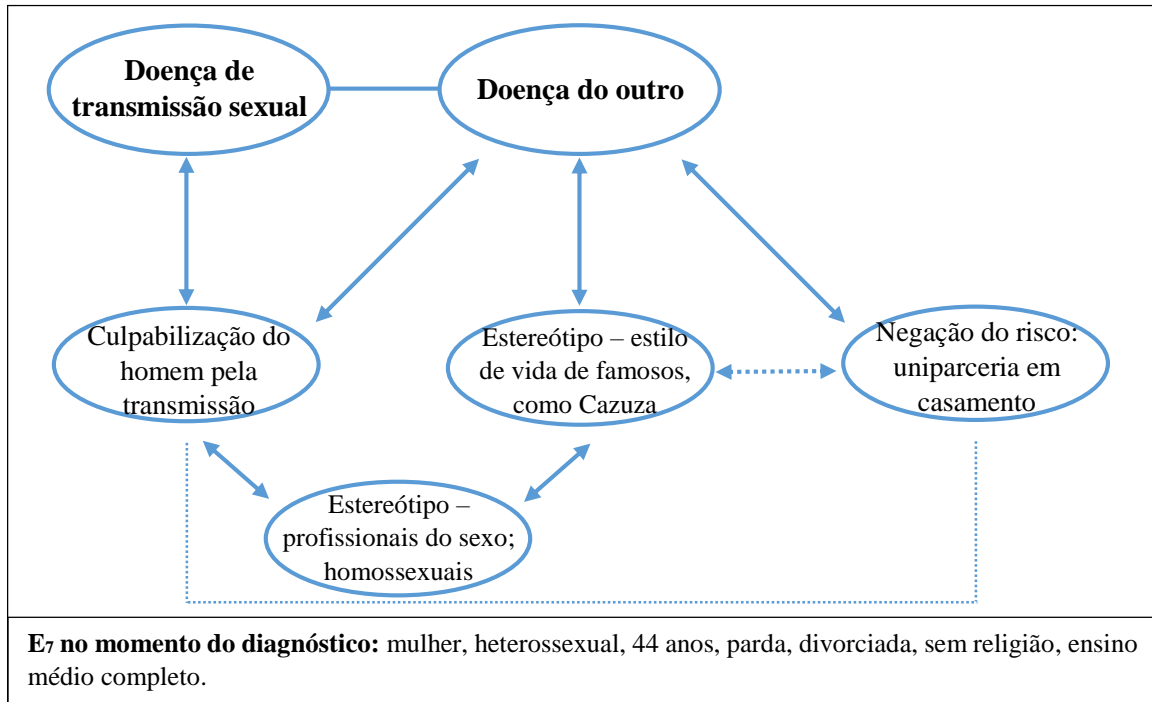 Doença de
transmissão sexual
Doença do outro
Culpabilização do
homem pela
transmissão
Estereótipo – estilo
de vida de famosos,
como Cazuza
Negação do risco:
uniparceria em
casamento
Estereótipo –
profissionais do sexo;
homossexuais
E7 no momento do diagnóstico: mulher, heterossexual, 44 anos, parda, divorciada, sem religião, ensino
médio completo.